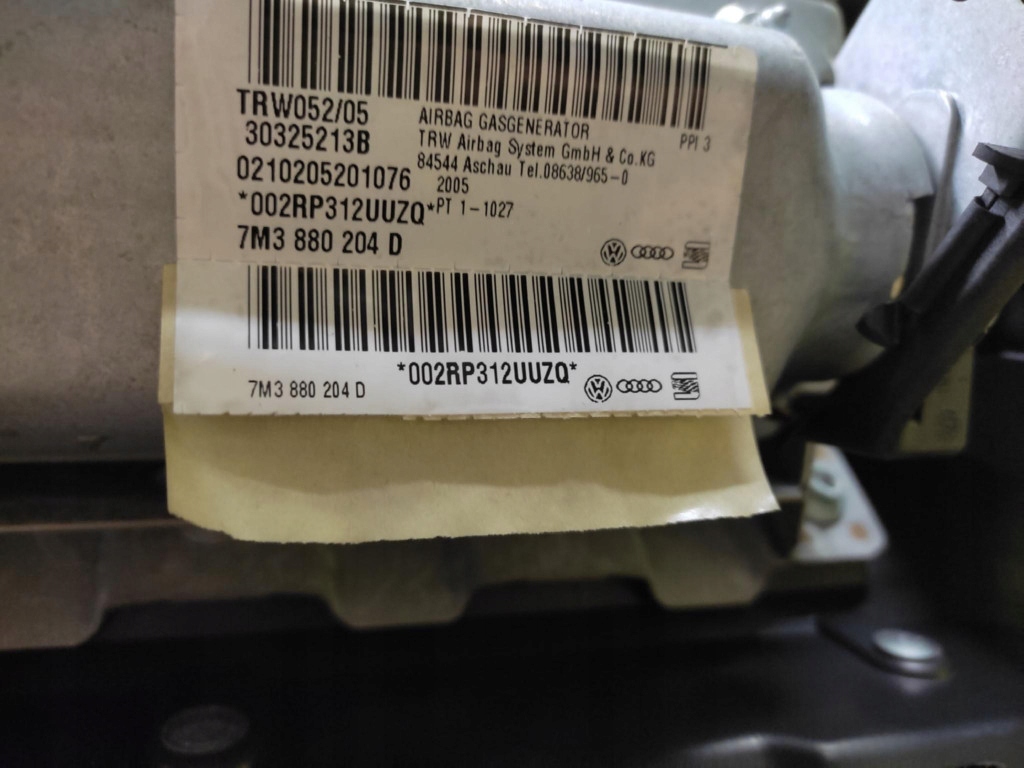 TRW052/05
30325213B
0210205201076
*002RP312UUZQ*
7M3 880 204 D
AIRBAG GASGENERATOR
TRW Airbag System GmbH & Co.KG
84544 Aschau Tel.08638/965-0
2005
PT 1-1027
PPI 3
*002RP312UUZQ*
7M3 880 204 D